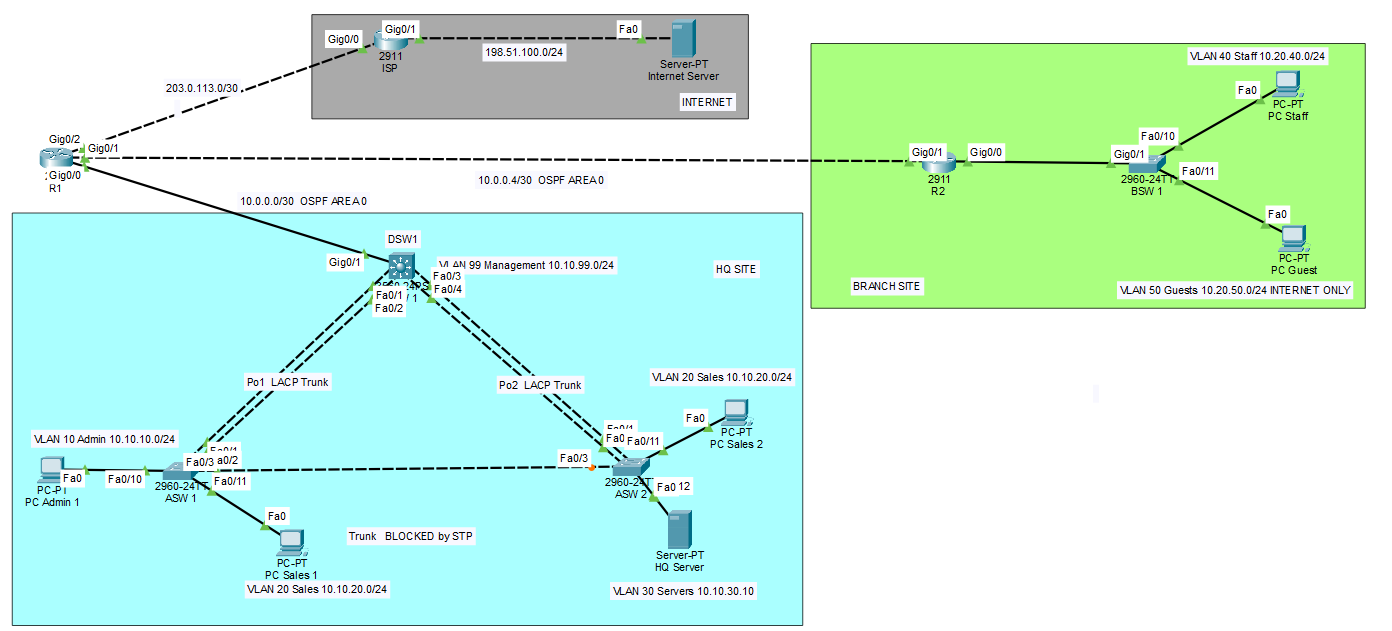 Gig0/0
Gig0/1
2911
ISP
198.51.100.0/24
Fa0
Server-PT
Internet Server
INTERNET
203.0.113.0/30
Gig0/2
Gig0/1
Gig0/0
R1
10.0.0.4/30 OSPF AREA 0
10.0.0.0/30 OSPF AREA 0
VLAN 40 Staff 10.20.40.0/24
Fa0
PC-PT
PC Staff
Fa0/10
Gig0/1
Gig0/0
Gig0/1
2911
R2
2960-24TT
BSW 1
Fa0/11
Fa0
PC-PT
PC Guest
BRANCH SITE
VLAN 50 Guests 10.20.50.0/24 INTERNET ONLY
DSW1
Gig0/1
VLAN 99 Management 10.10.99.0/24
HQ SITE
Fa0/3
Fa0/4
Fa0/1
Fa0/2
Po1 LACP Trunk
Po2 LACP Trunk
VLAN 20 Sales 10.10.20.0/24
Fa0
PC-PT
PC Sales 2
VLAN 10 Admin 10.10.10.0/24
Fa0
PC-PT
PC Admin 1
Fa0/10
Fa0/3
2960-24TT
ASW 1
Fa0/11
Fa0/3
Fa0/11
ASW 2
Fa0
PC-PT
PC Sales 1
VLAN 20 Sales 10.10.20.0/24
Trunk BLOCKED by STP
Server-PT
HQ Server
VLAN 30 Servers 10.10.30.10